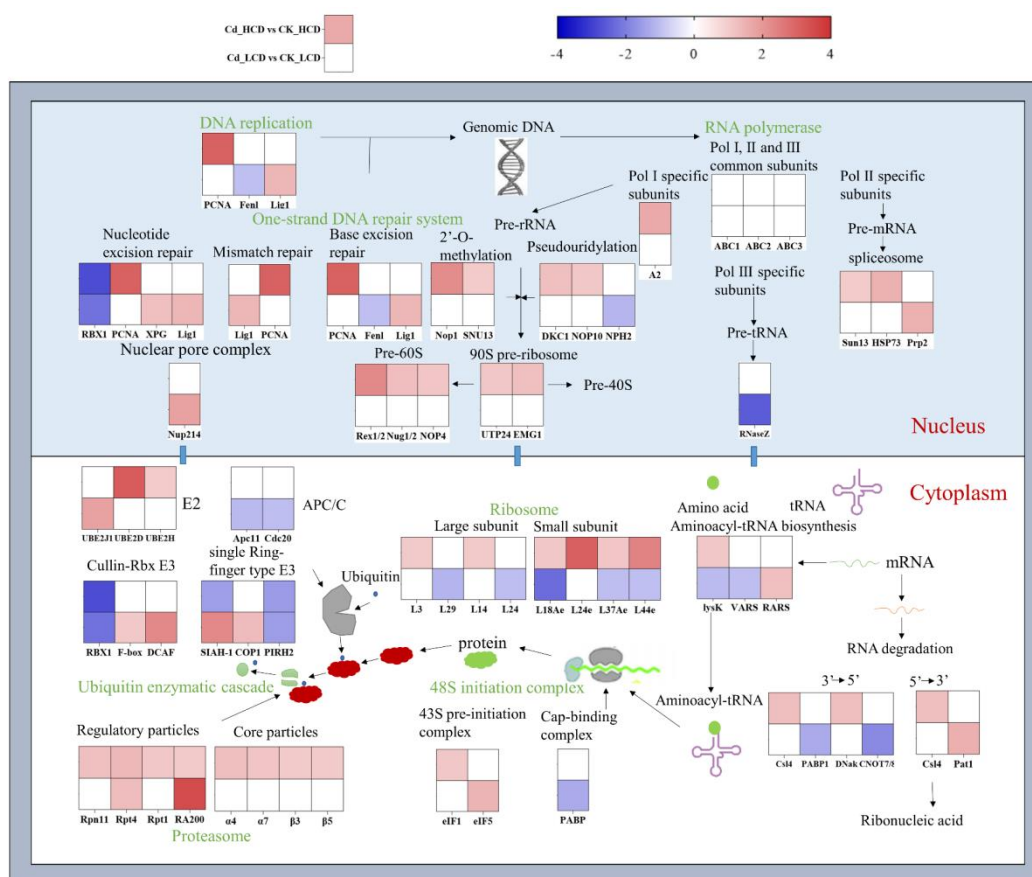 Cd_HCD vs CK_HCD
Cd_LCD vs CK_LCD
-4 -2 0 2 4
DNA replication
PCNA Fenl Lig1
Genomic DNA
RNA polymerase
Pol I, II and III
common subunits
ABC1 ABC2 ABC3
Pol I specific
subunits
A2
Pol II specific
subunits
Pre-mRNA
spliceosome
Sun13 HSP73 Prp2
One-strand DNA repair system
Nucleotide
excision repair
RBX1 PCNA XPG Lig1
Mismatch repair
Lig1 PCNA
Base excision
repair
PCNA Fenl Lig1
Pre-rRNA
2'-O-
methylation
Nop1 SNU13
Pseudouridylation
DKC1 NOP10 NPH2
Pol III specific
subunits
Pre-tRNA
RNaseZ
Nuclear pore complex
Nup214
Pre-60S
Rex1/2 Nug1/2 NOP4
90S pre-ribosome
UTP24 EMG1
Pre-40S
Nucleus
Cytoplasm
E2
UBE2J1 UBE2D UBE2H
APC/C
Apc11 Cdc20
Cullin-Rbx E3
RBX1 F-box DCAF
single Ring-
finger type E3
SIAH-1 COP1 PIRH2
Ubiquitin
Ribosome
Large subunit
L3 L29 L14 L24
Small subunit
L18Ae L24e L37Ae L44e
Amino acid
tRNA
Aminoacyl-tRNA biosynthesis
lysK VARS RARS
mRNA
RNA degradation
protein
Ubiquitin enzymatic cascade
48S initiation complex
43S pre-initiation
complex
eIF1 eIF5
Cap-binding
complex
PABP
Aminoacyl-tRNA
3' 5'
Csl4 PABP1 DNak CNOT7/8
5' 3'
Csl4 Pat1
Ribonucleic acid
Regulatory particles
Rpn11 Rpt4 Rpt1 RA200
Core particles
α4 α7 β3 β5
Proteasome